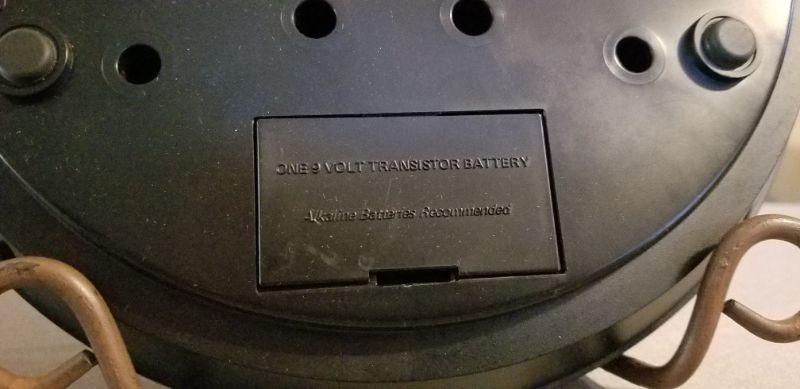 ONE 9 VOLT TRANSISTOR BATTERY
Alkaline Batteries Recommended